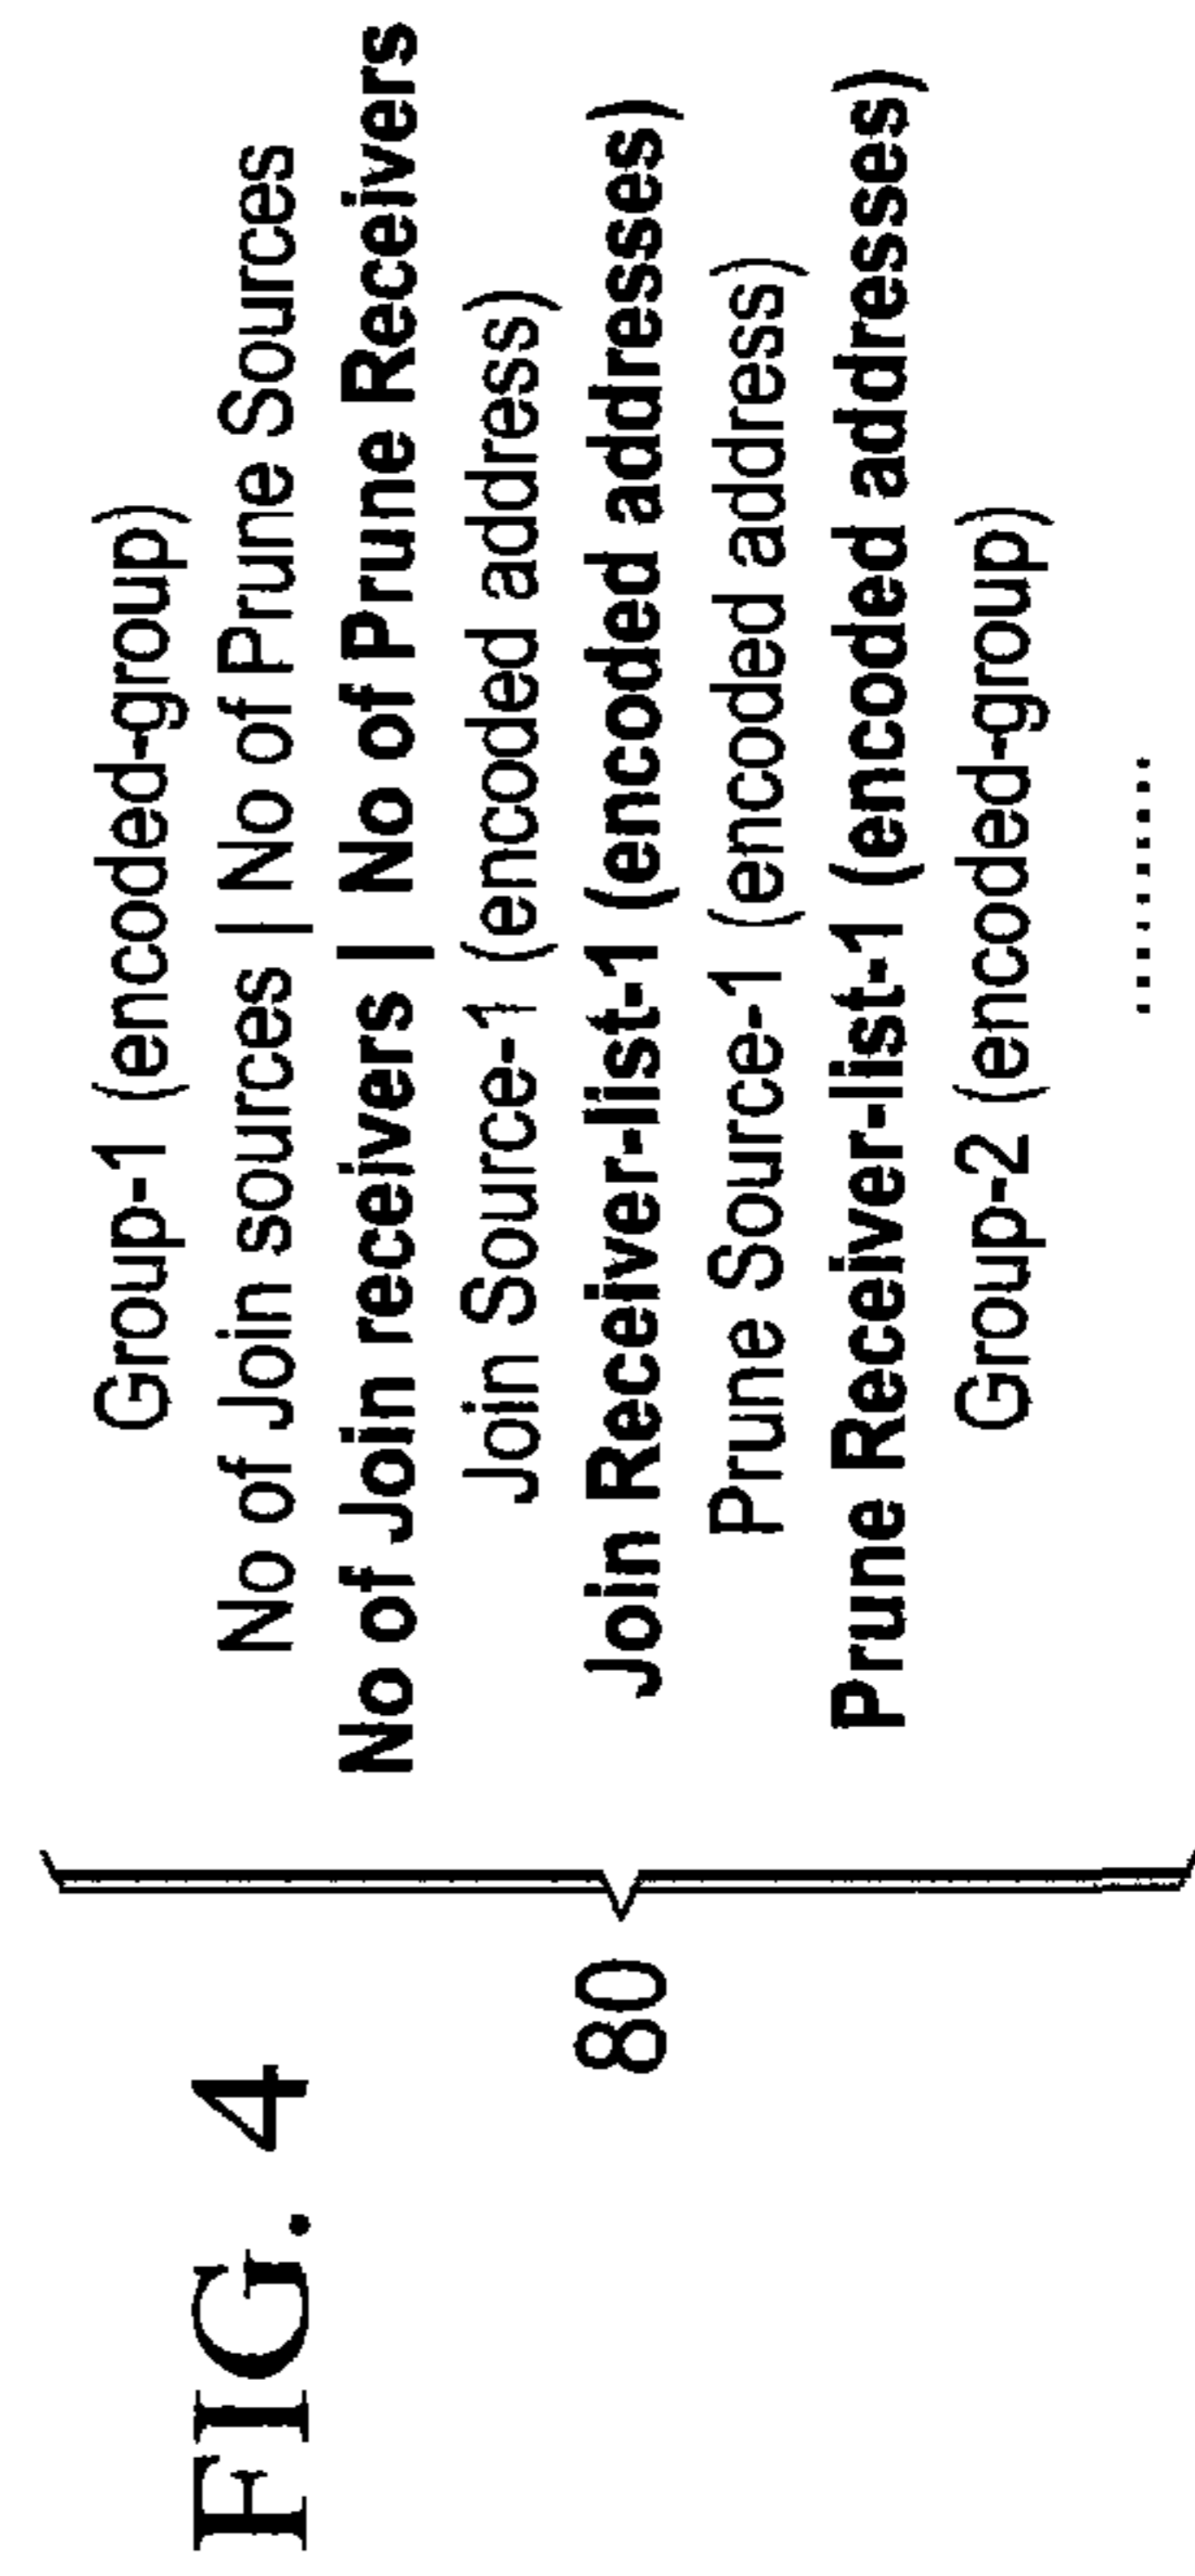 FIG. 4
80
Group-1 (encoded-group)
No of Join sources | No of Prune Sources
No of Join receivers | No of Prune Receivers
Join Source-1 (encoded address)
Join Receiver-list-1 (encoded addresses)
Prune Source-1 (encoded address)
Prune Receiver-list-1 (encoded addresses)
Group-2 (encoded-group)
..........